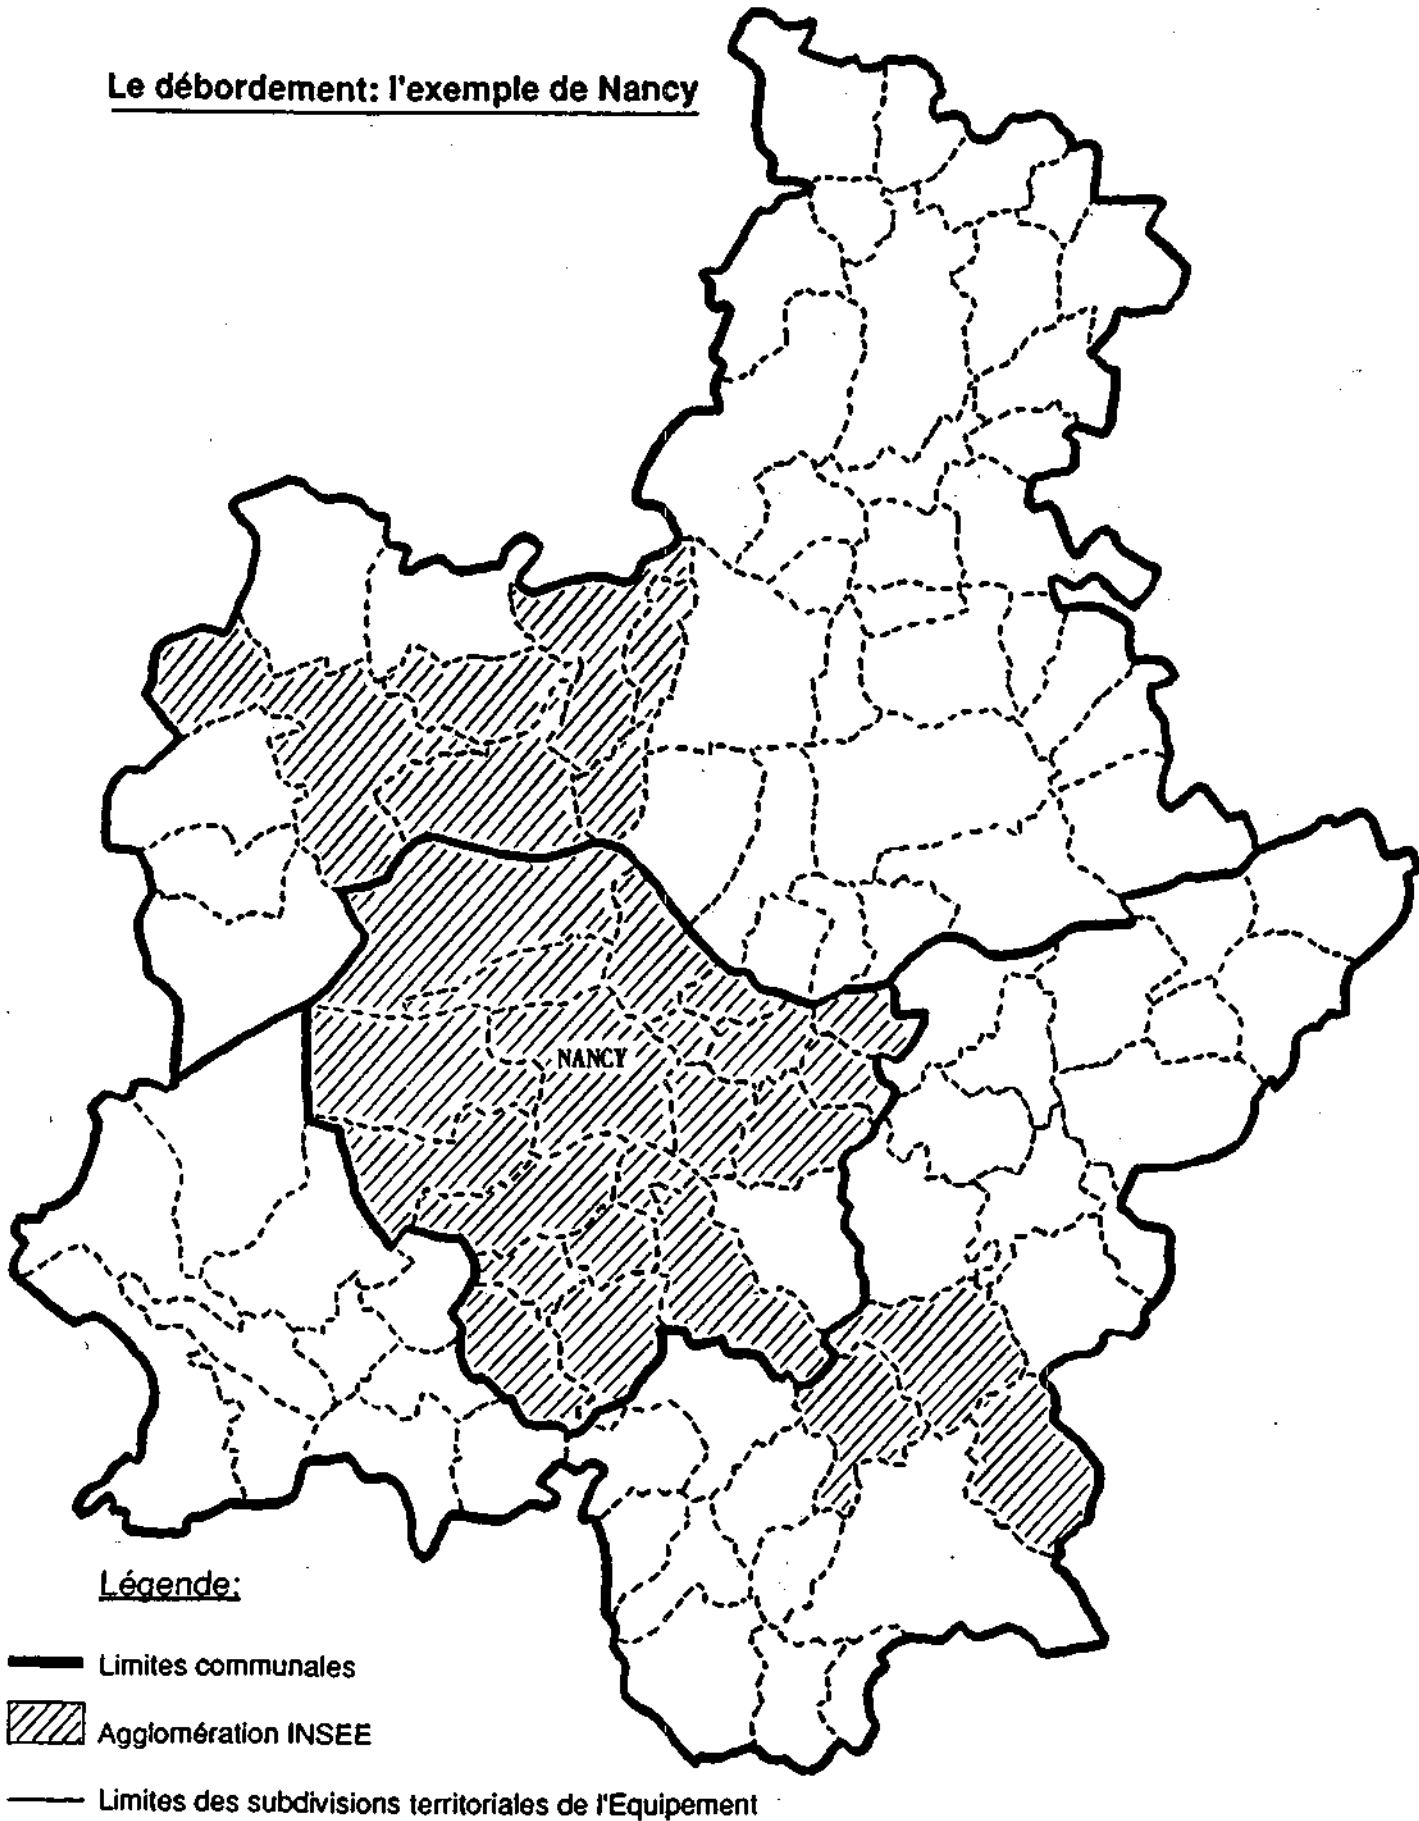 Le débordement: l'exemple de Nancy
NANCY
Légende:
Limites communales
Agglomération INSEE
Limites des subdivisions territoriales de l'Equipement